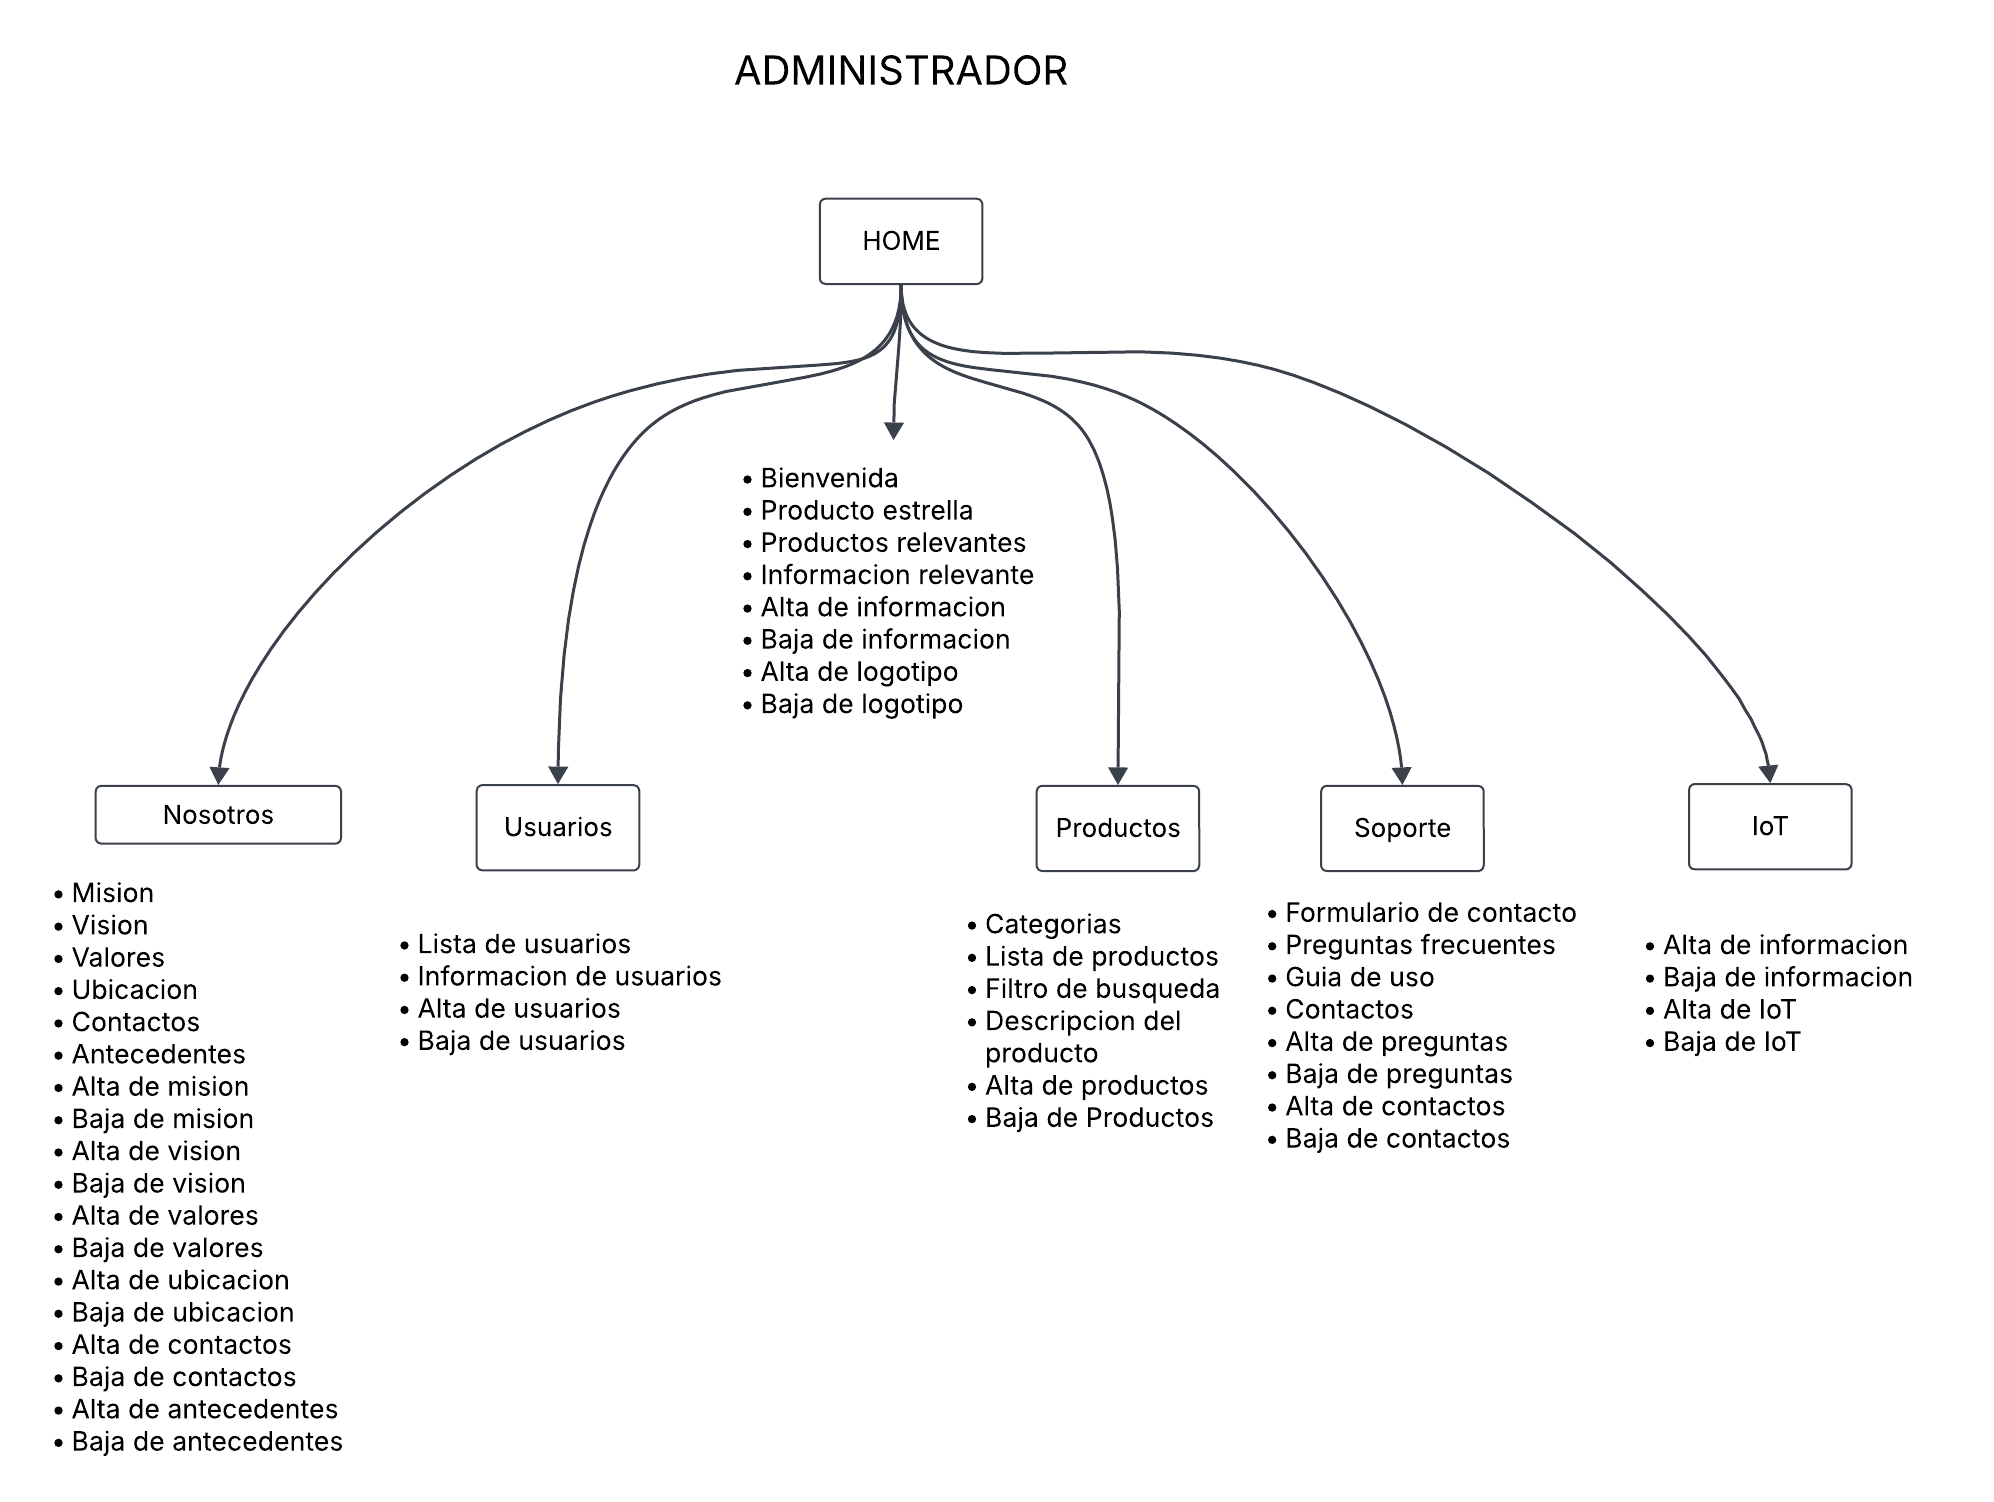 ADMINISTRADOR
HOME
• Bienvenida
• Producto estrella
• Productos relevantes
• Informacion relevante
• Alta de informacion
• Baja de informacion
• Alta de logotipo
• Baja de logotipo
Nosotros
• Mision
• Vision
• Valores
• Ubicacion
• Contactos
• Antecedentes
• Alta de mision
• Baja de mision
• Alta de vision
• Baja de vision
• Alta de valores
• Baja de valores
• Alta de ubicacion
• Baja de ubicacion
• Alta de contactos
• Baja de contactos
• Alta de antecedentes
• Baja de antecedentes
Usuarios
• Lista de usuarios
• Informacion de usuarios
• Alta de usuarios
• Baja de usuarios
Productos
• Categorias
• Lista de productos
• Filtro de busqueda
• Descripcion del
producto
• Alta de productos
• Baja de Productos
Soporte
• Formulario de contacto
• Preguntas frecuentes
• Guia de uso
• Contactos
• Alta de preguntas
• Baja de preguntas
• Alta de contactos
• Baja de contactos
IoT
• Alta de informacion
• Baja de informacion
• Alta de IoT
• Baja de IoT